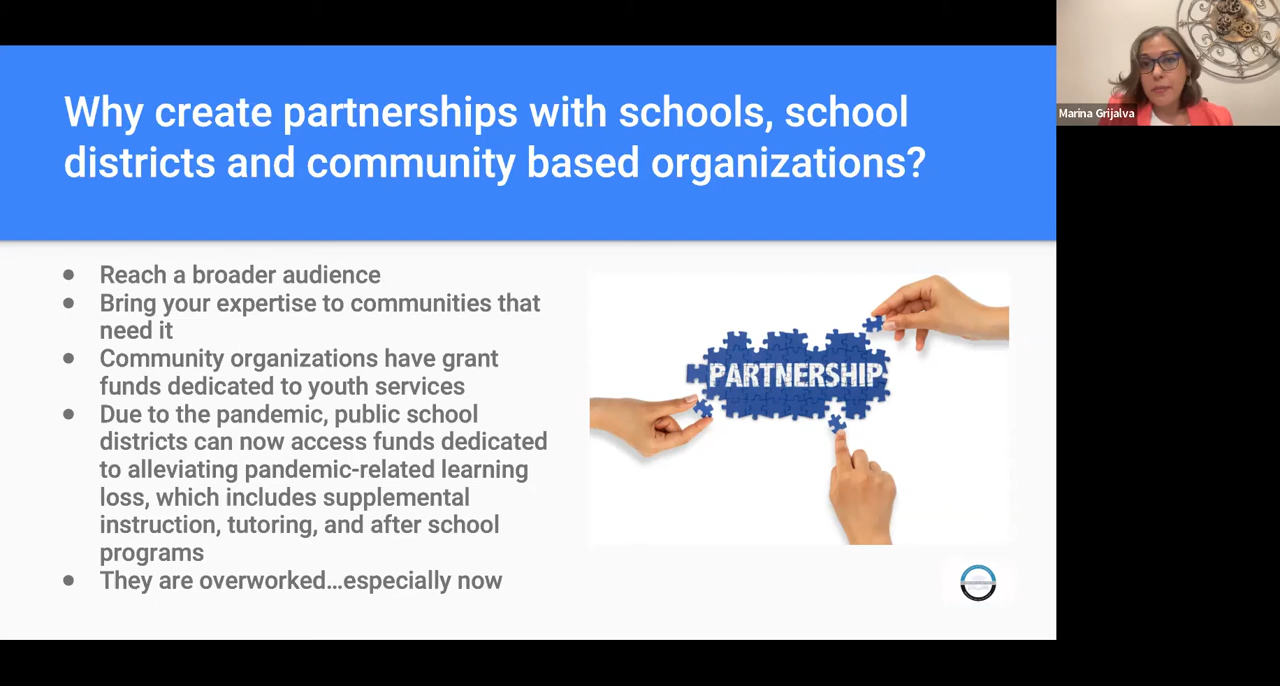 Why create partnerships with schools, school
districts and community based organizations?
● Reach a broader audience
● Bring your expertise to communities that
need it
● Community organizations have grant
funds dedicated to youth services
● Due to the pandemic, public school
districts can now access funds dedicated
to alleviating pandemic-related learning
loss, which includes supplemental
instruction, tutoring, and after school
programs
● They are overworked…especially now
PARTNERSHIP
Marina Grijalva